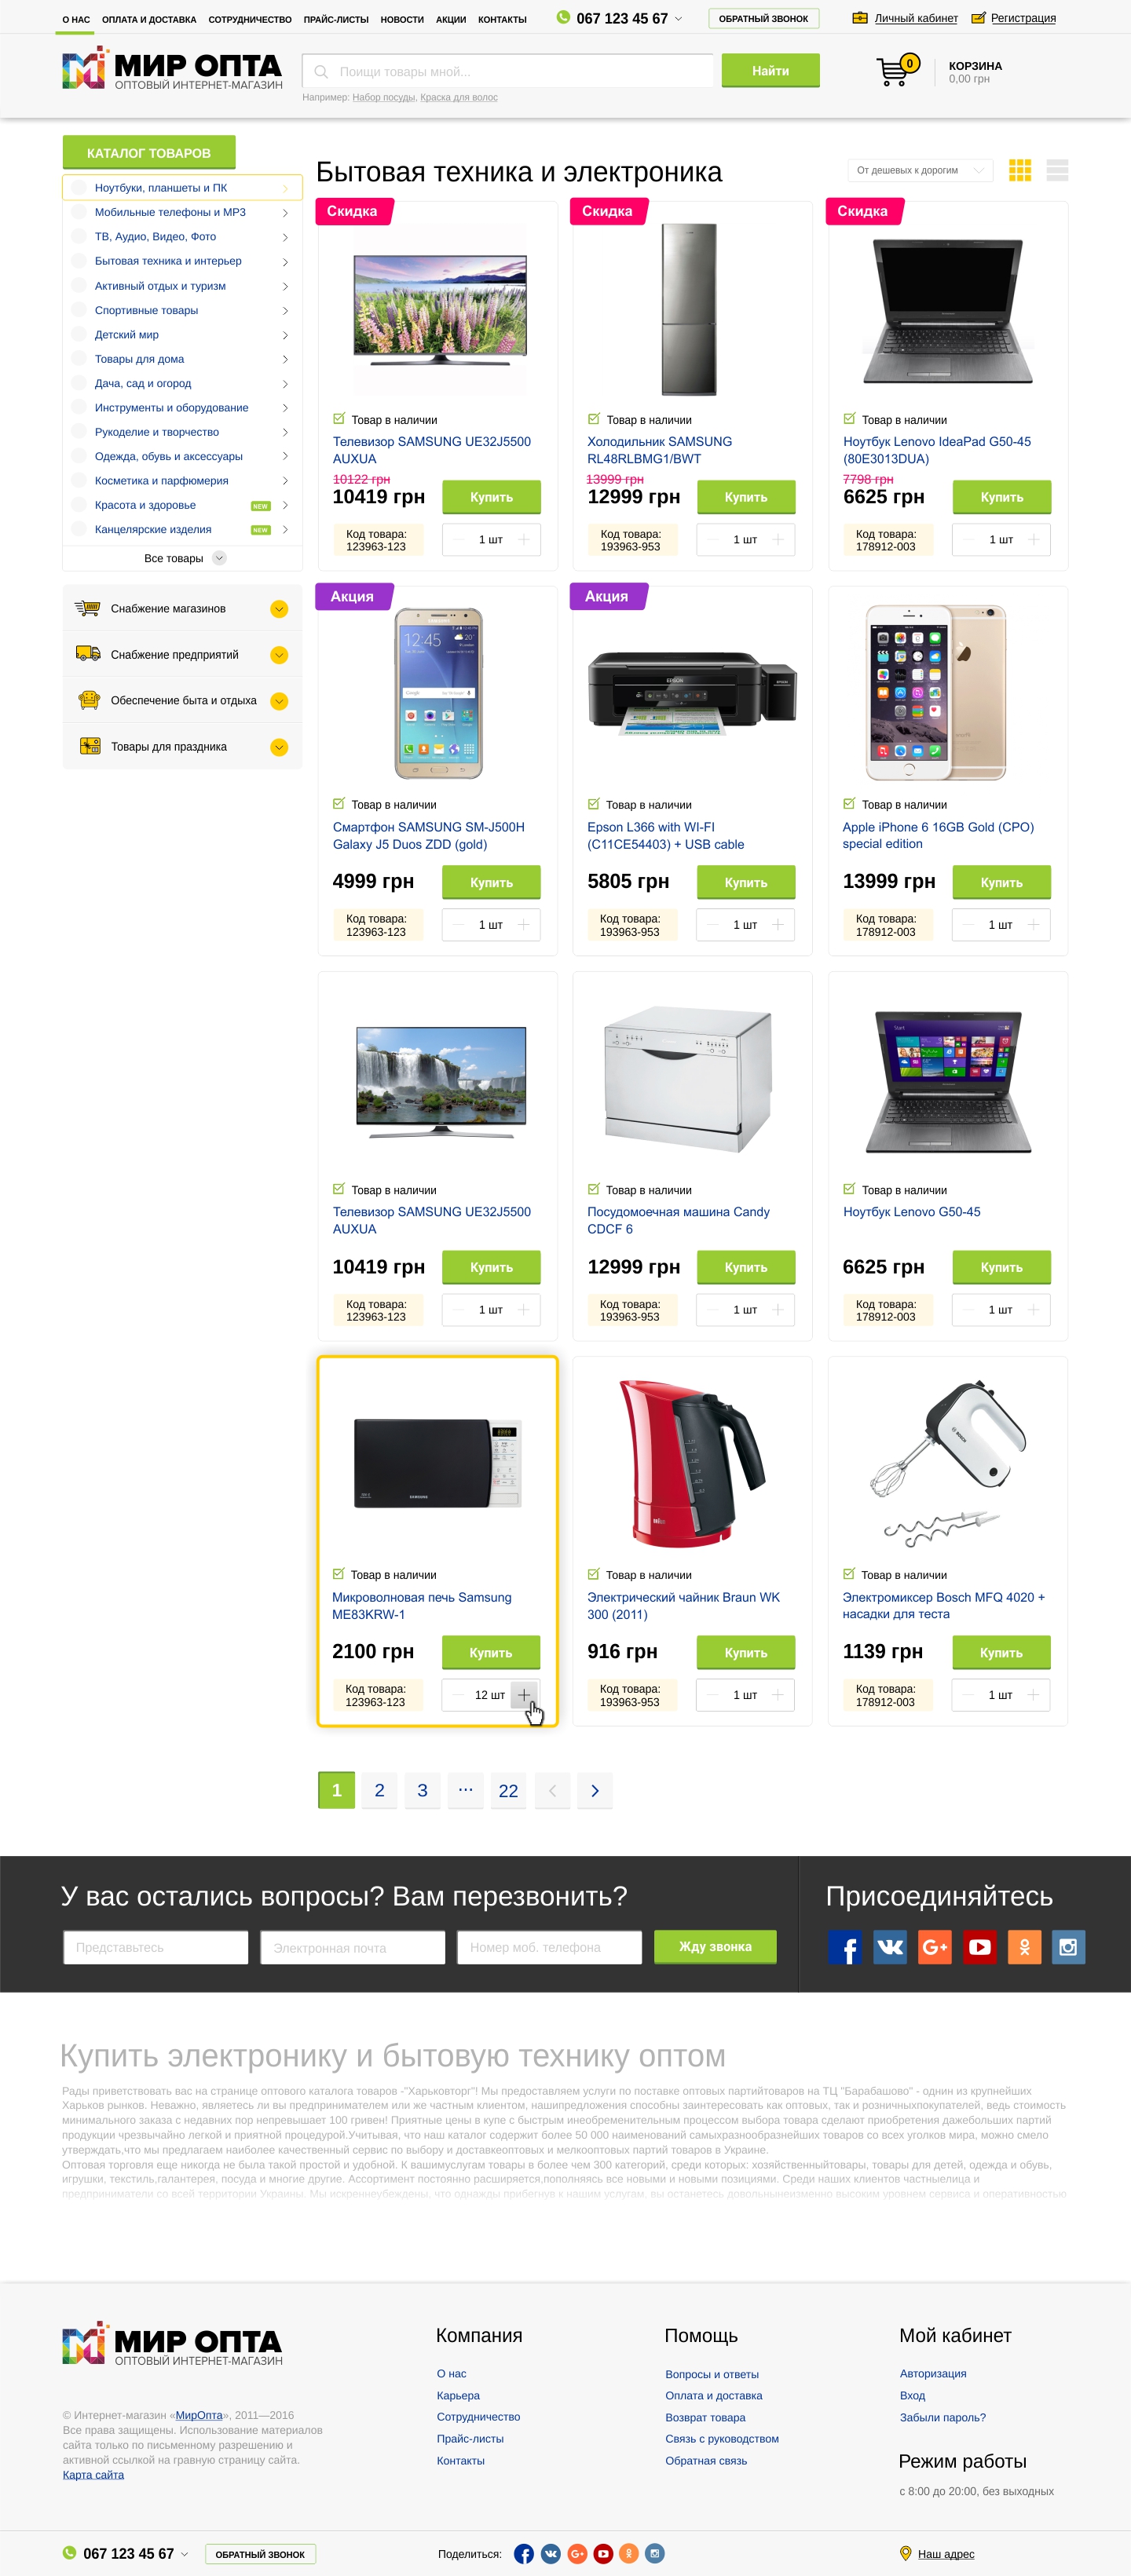 О НАС ОПЛАТА И ДОСТАВКА СОТРУДНИЧЕСТВО ПРАЙС-ЛИСТЫ НОВОСТИ АКЦИИ КОНТАКТЫ 067 123 45 67 ОБРАТНЫЙ ЗВОНОК Личный кабинет Регистрация
МИР ОПТА
ОПТОВЫЙ ИНТЕРНЕТ-МАГАЗИН
Поищи товары мной... Найти
Например: Набор посуды, Краска для волос
0 КОРЗИНА
0,00 грн
КАТАЛОГ ТОВАРОВ
Ноутбуки, планшеты и ПК
Мобильные телефоны и MP3
ТВ, Аудио, Видео, Фото
Бытовая техника и интерьер
Активный отдых и туризм
Спортивные товары
Детский мир
Товары для дома
Дача, сад и огород
Инструменты и оборудование
Рукоделие и творчество
Одежда, обувь и аксессуары
Косметика и парфюмерия
Красота и здоровье NEW
Канцелярские изделия NEW
Все товары
Снабжение магазинов
Снабжение предприятий
Обеспечение быта и отдыха
Товары для праздника
Бытовая техника и электроника
От дешевых к дорогим
Скидка
Товар в наличии
Телевизор SAMSUNG UE32J5500
AUXUA
10122 грн
10419 грн Купить
Код товара:
123963-123
1 шт
Скидка
Товар в наличии
Холодильник SAMSUNG
RL48RLBMG1/BWT
13999 грн
12999 грн Купить
Код товара:
193963-953
1 шт
Скидка
Товар в наличии
Ноутбук Lenovo IdeaPad G50-45
(80E3013DUA)
7798 грн
6625 грн Купить
Код товара:
178912-003
1 шт
Акция
12:45
20°
Google
Товар в наличии
Смартфон SAMSUNG SM-J500H
Galaxy J5 Duos ZDD (gold)
4999 грн Купить
Код товара:
123963-123
1 шт
Акция
EPSON
EPSON
Товар в наличии
Epson L366 with WI-FI
(C11CE54403) + USB cable
5805 грн Купить
Код товара:
193963-953
1 шт
Товар в наличии
Apple iPhone 6 16GB Gold (CPO)
special edition
13999 грн Купить
Код товара:
178912-003
1 шт
Товар в наличии
Телевизор SAMSUNG UE32J5500
AUXUA
10419 грн Купить
Код товара:
123963-123
1 шт
Товар в наличии
Посудомоечная машина Candy
CDCF 6
12999 грн Купить
Код товара:
193963-953
1 шт
Start
Товар в наличии
Ноутбук Lenovo G50-45
6625 грн Купить
Код товара:
178912-003
1 шт
SAMSUNG
Товар в наличии
Микроволновая печь Samsung
ME83KRW-1
2100 грн Купить
Код товара:
123963-123
12 шт
BRAUN
Товар в наличии
Электрический чайник Braun WK
300 (2011)
916 грн Купить
Код товара:
193963-953
1 шт
BOSCH
Товар в наличии
Электромиксер Bosch MFQ 4020 +
насадки для теста
1139 грн Купить
Код товара:
178912-003
1 шт
1 2 3 ... 22
У вас остались вопросы? Вам перезвонить?
Представьтесь Электронная почта Номер моб. телефона Жду звонка
Присоединяйтесь
Купить электронику и бытовую технику оптом
Рады приветствовать вас на странице оптового каталога товаров -"Харьковторг"! Мы предоставляем услуги по поставке оптовых партийтоваров на ТЦ "Барабашово" - однин из крупнейших
Харьков рынков. Неважно, являетесь ли вы предпринимателем или же частным клиентом, нашипредложения способны заинтересовать как оптовых, так и розничныхпокупателей, ведь стоимость
минимального заказа с недавних пор непревышает 100 гривен! Приятные цены в купе с быстрым инеобременительным процессом выбора товара сделают приобретения дажебольших партий
продукции чрезвычайно легкой и приятной процедурой.Учитывая, что наш каталог содержит более 50 000 наименований самыхразнообразнейших товаров со всех уголков мира, можно смело
утверждать,что мы предлагаем наиболее качественный сервис по выбору и доставкеоптовых и мелкооптовых партий товаров в Украине.
Оптовая торговля еще никогда не была такой простой и удобной. К вашимуслугам товары в более чем 300 категорий, среди которых: хозяйственныйтовары, товары для детей, одежда и обувь,
игрушки, текстиль,галантерея, посуда и многие другие. Ассортимент постоянно расширяется,пополняясь все новыми и новыми позициями. Среди наших клиентов частныелица и
предприниматели со всей территории Украины. Мы искреннеубеждены, что однажды прибегнув к нашим услугам, вы останетесь довольныенизменно высоким уровнем сервиса и оперативностью
МИР ОПТА
ОПТОВЫЙ ИНТЕРНЕТ-МАГАЗИН
© Интернет-магазин «МирОпта», 2011—2016
Все права защищены. Использование материалов
сайта только по письменному разрешению и
активной ссылкой на гравную страницу сайта.
Карта сайта
Компания
О нас
Карьера
Сотрудничество
Прайс-листы
Контакты
Помощь
Вопросы и ответы
Оплата и доставка
Возврат товара
Связь с руководством
Обратная связь
Мой кабинет
Авторизация
Вход
Забыли пароль?
Режим работы
с 8:00 до 20:00, без выходных
067 123 45 67 ОБРАТНЫЙ ЗВОНОК Поделиться: Наш адрес